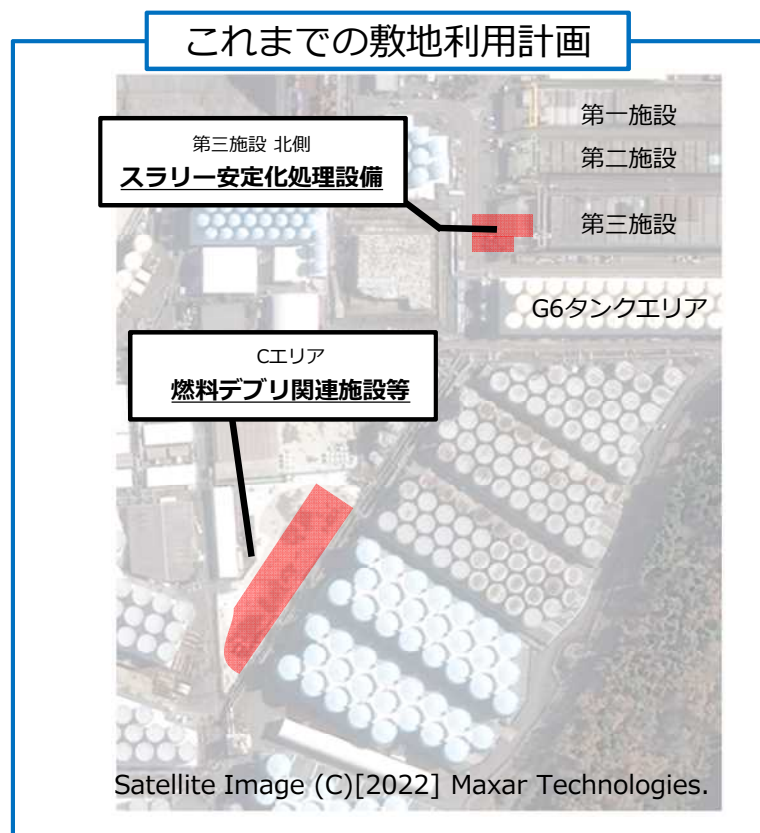 これまでの敷地利用計画
第一施設
第三施設 北側
スラリー安定化処理設備
第二施設
第三施設
G6タンクエリア
Cエリア
燃料デブリ関連施設等
Satellite Image (C)[2022] Maxar Technologies.